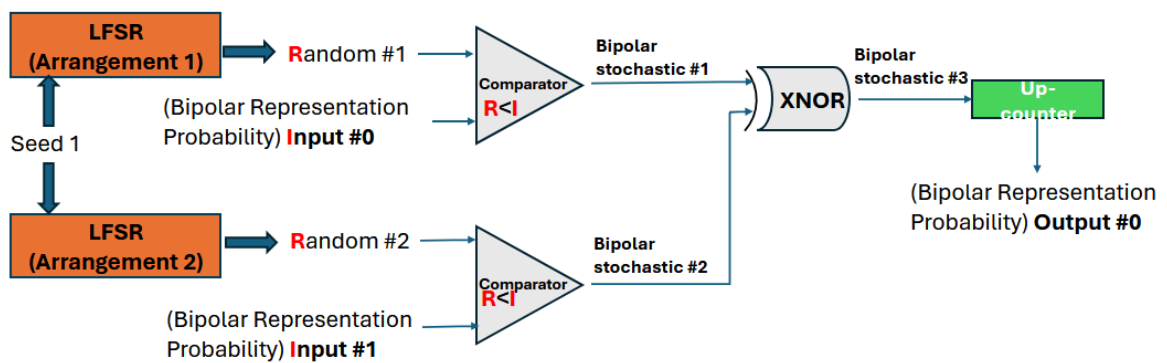 LFSR
(Arrangement 1)
Random #1
(Bipolar Representation
Probability) Input #0
Comparator
R<I
Bipolar
stochastic #1
XNOR
Bipolar
stochastic #3
Up-
counter
(Bipolar Representation
Probability) Output #0
Seed 1
LFSR
(Arrangement 2)
Random #2
(Bipolar Representation
Probability) Input #1
Comparator
R<I
Bipolar
stochastic #2